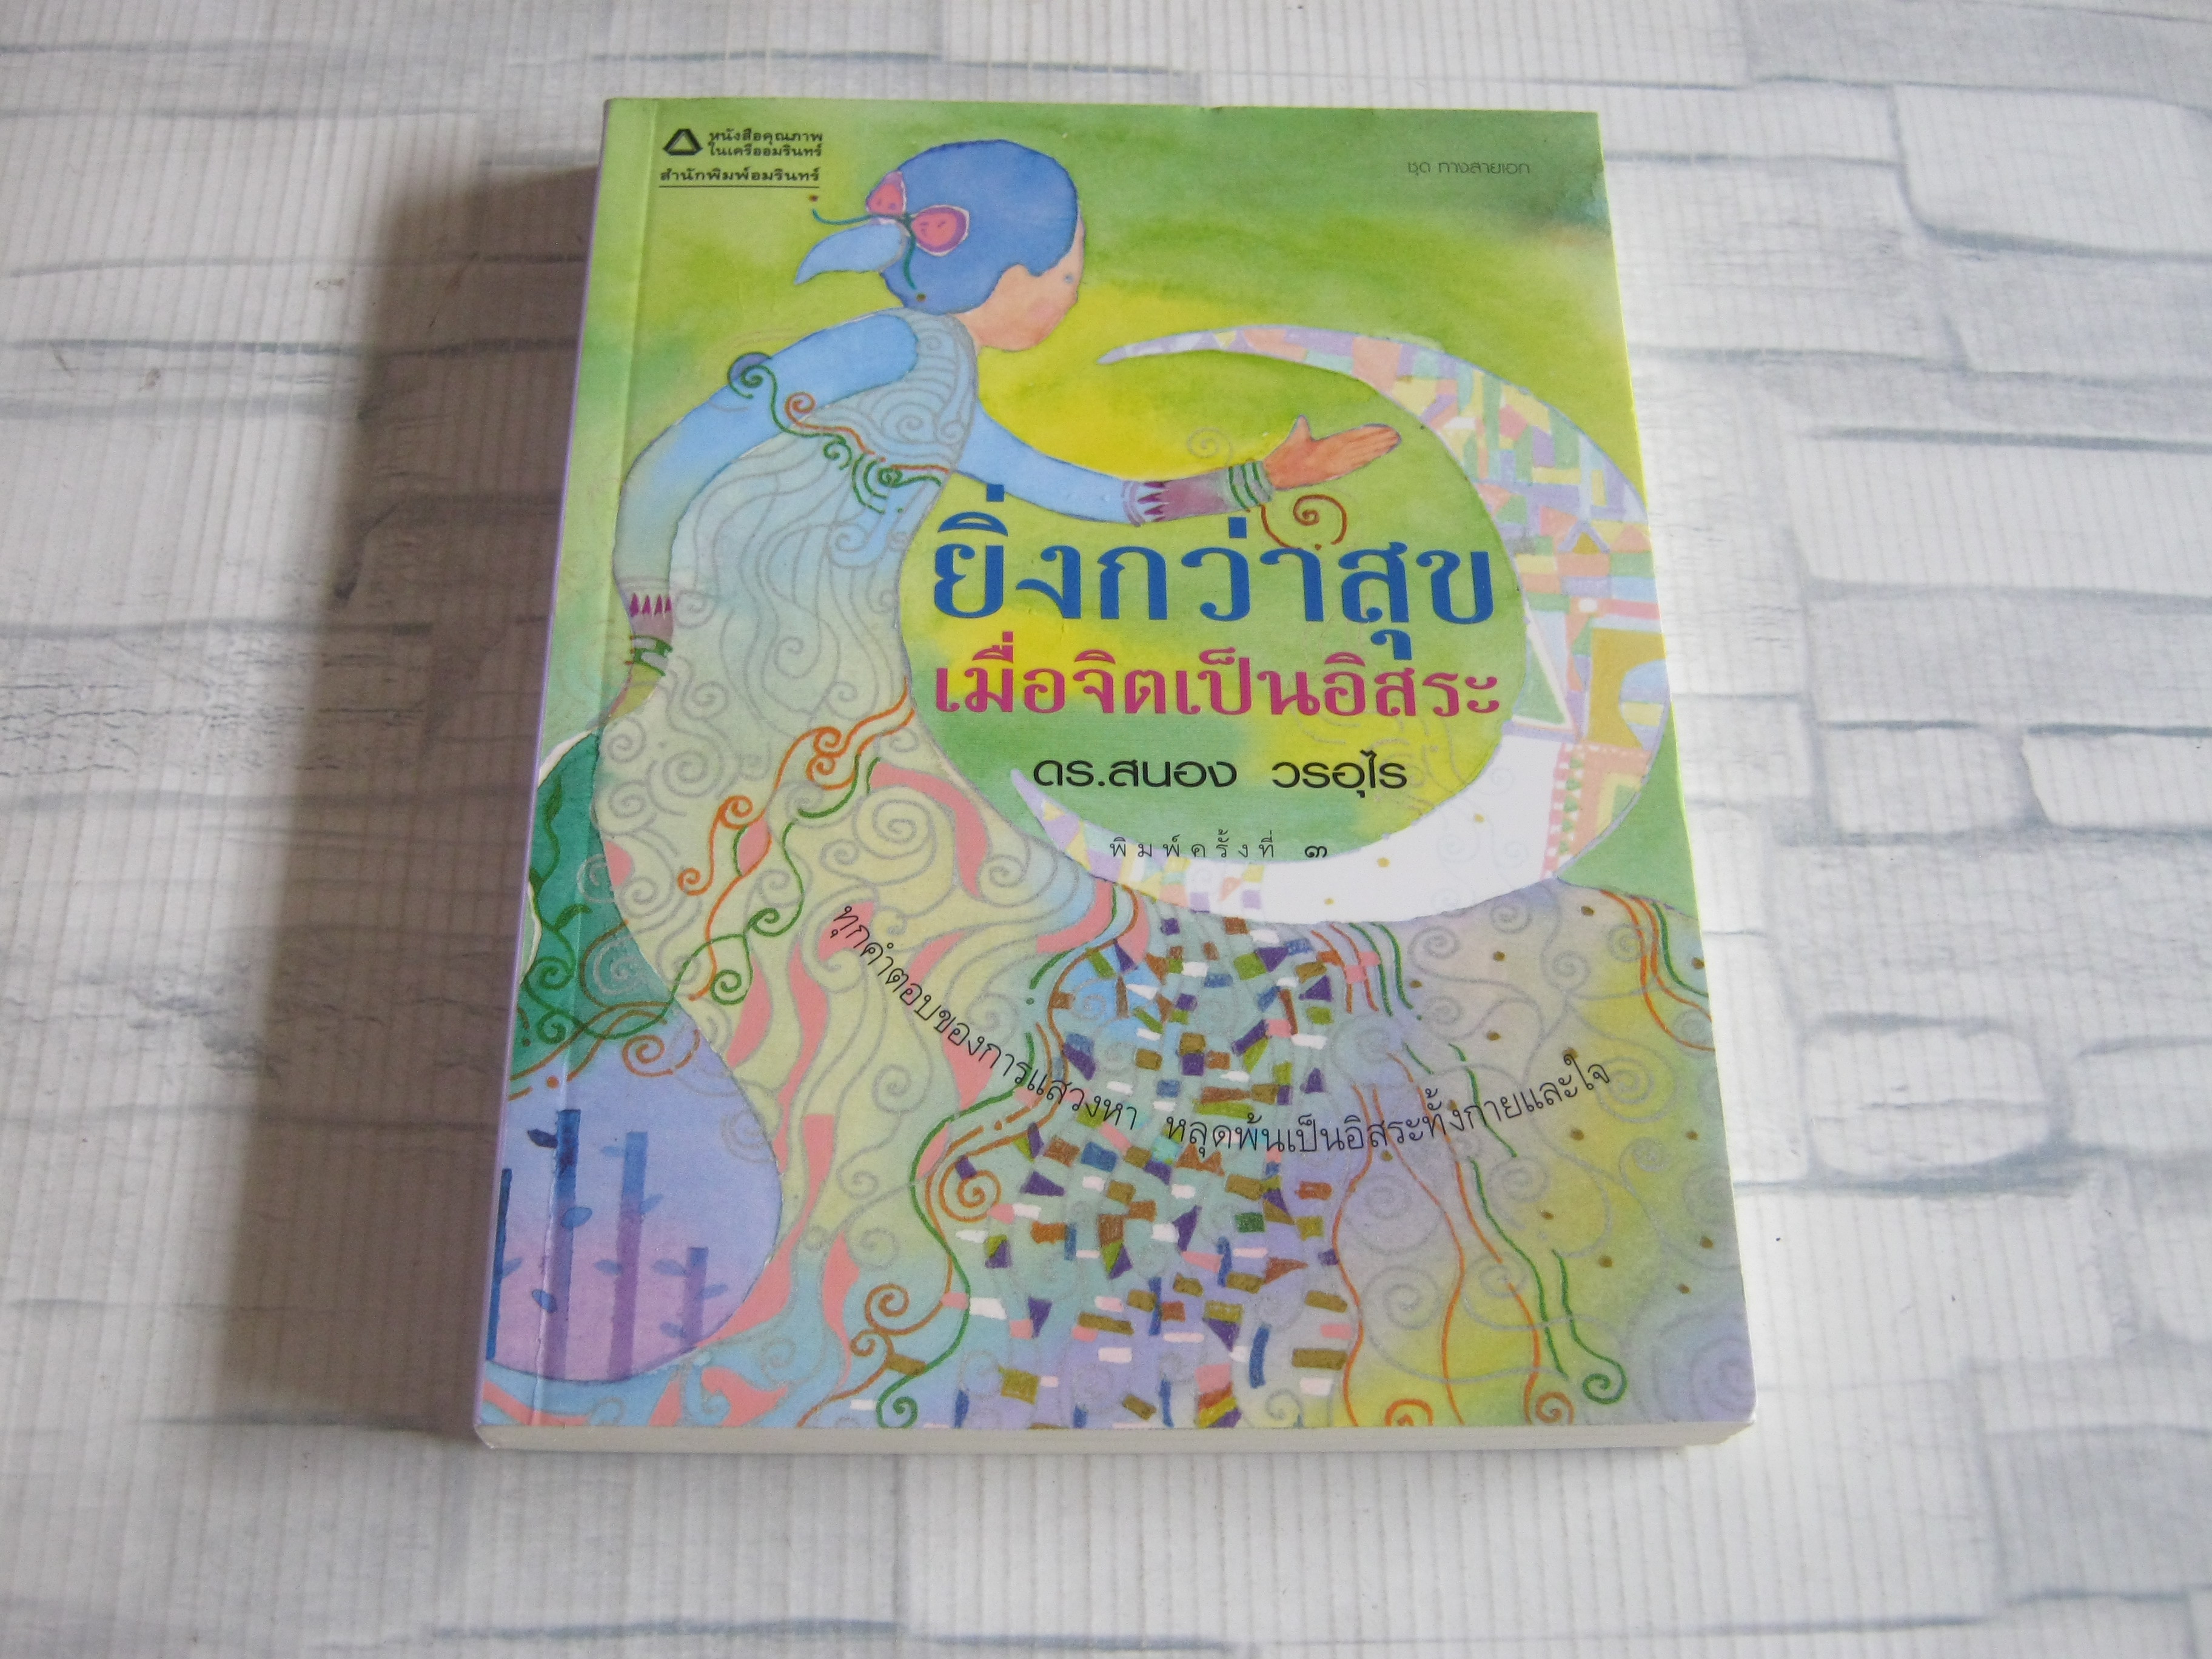 หนังสือคุณภาพ
ในเครืออมรินทร์
สำนักพิมพ์อมรินทร์
ชุด ทางสายเอก
ยิ่งกว่าสุข
เมื่อจิตเป็นอิสระ
ดร.สนอง วรอุไร
พิมพ์ครั้งที่ ๓
ทุกคำตอบของการแสวงหา หลุดพ้นเป็นอิสระทั้งกายและใจ